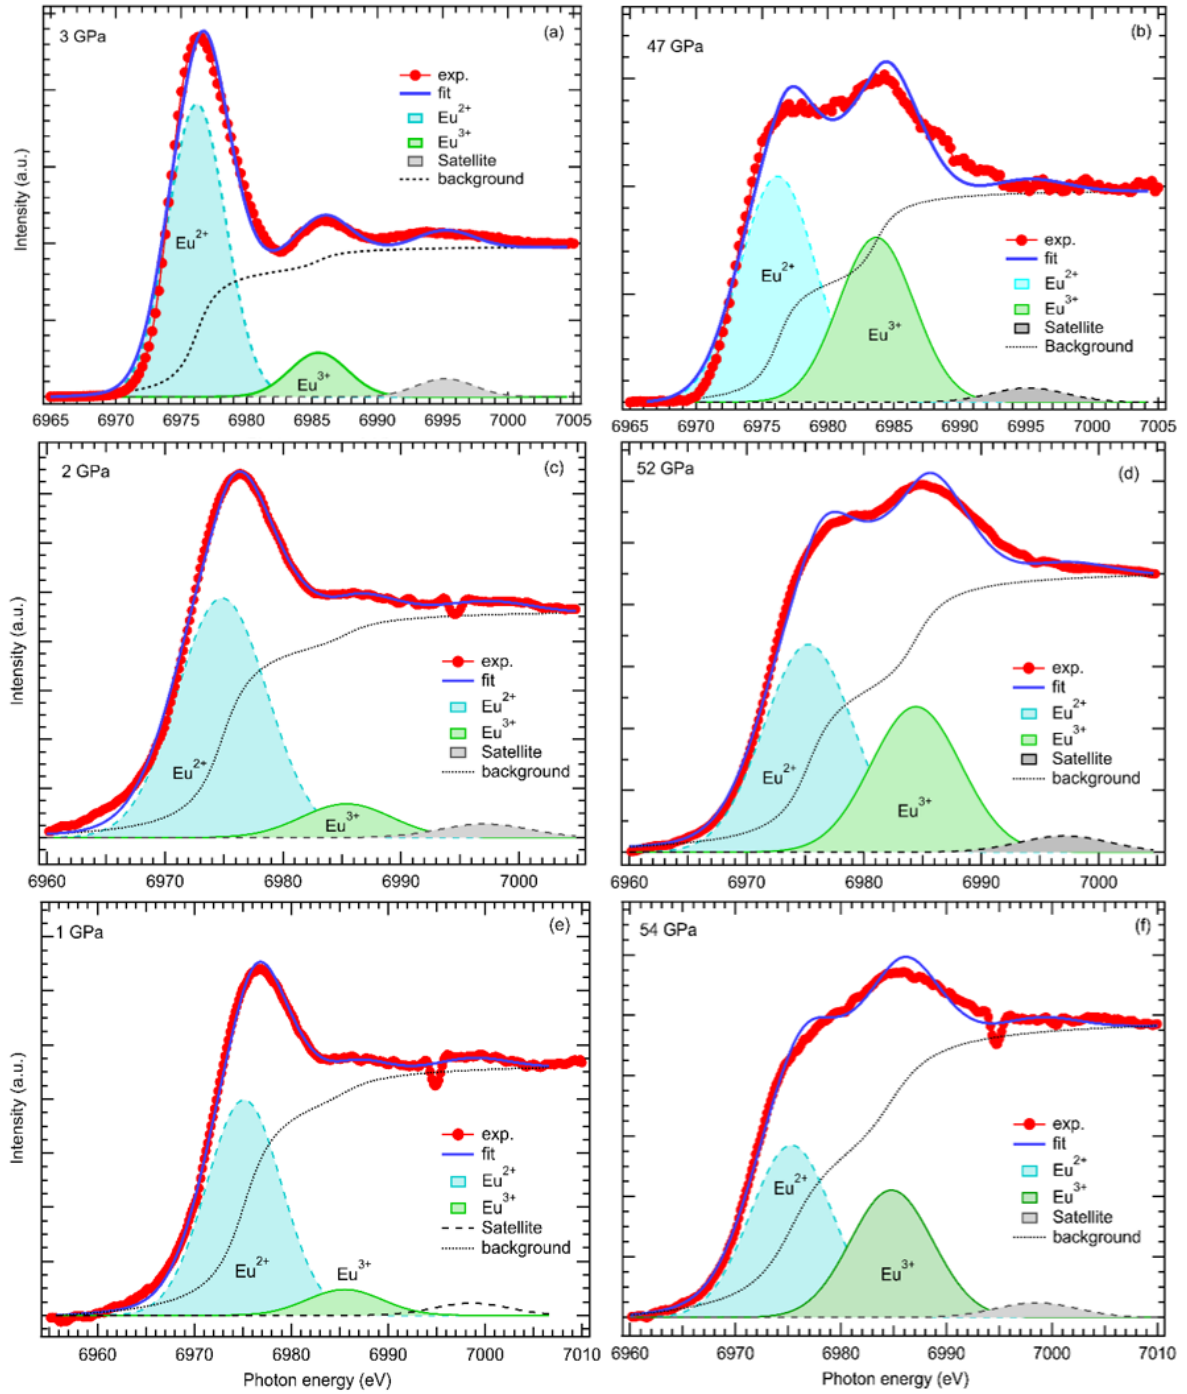 3 GPa
(a)
exp.
fit
Eu2+
Eu3+
Satellite
background
Eu2+
Eu3+
Intensity (a.u.)
6965 6970 6975 6980 6985 6990 6995 7000 7005
47 GPa
(b)
exp.
fit
Eu2+
Eu3+
Satellite
Background
Eu2+
Eu3+
6965 6970 6975 6980 6985 6990 6995 7000 7005
2 GPa
(c)
exp.
fit
Eu2+
Eu3+
Satellite
background
Eu2+
Eu3+
Intensity (a.u.)
6960 6970 6980 6990 7000
52 GPa
(d)
exp.
fit
Eu2+
Eu3+
Satellite
background
Eu2+
Eu3+
6960 6970 6980 6990 7000
1 GPa
(e)
exp.
fit
Eu2+
Eu3+
Satellite
background
Eu2+
Eu3+
Intensity (a.u.)
6960 6970 6980 6990 7000 7010
Photon energy (eV)
54 GPa
(f)
exp.
fit
Eu2+
Eu3+
Satellite
background
Eu2+
Eu3+
6960 6970 6980 6990 7000 7010
Photon energy (eV)